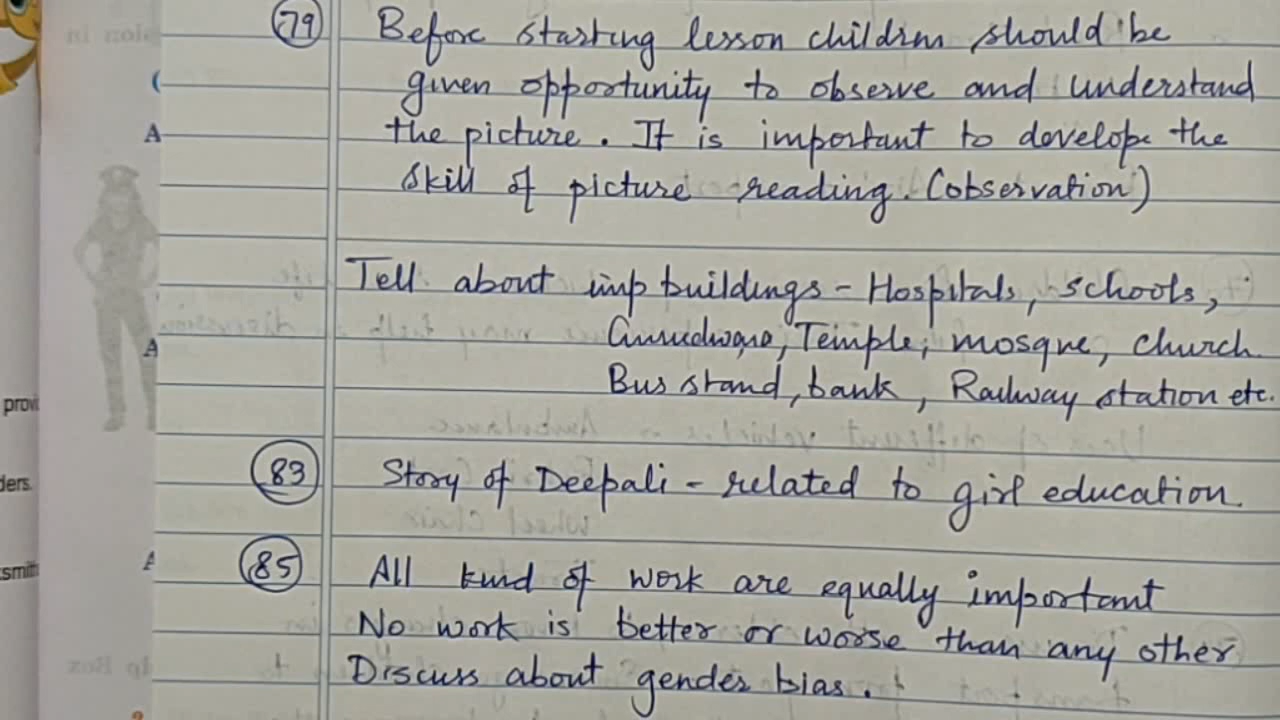 79 Before starting lesson children should be
given opportunity to observe and understand
the picture. It is important to develope the
skill of picture reading. (observation)
Tell about imp buildings - Hospitals, schools,
Temple, mosque, church.
Bus stand, bank, Railway station etc.
83 Story of Deepali - related to girl education.
85 All kind of work are equally important
No work is better or worse than any other
Discuss about gender bias.
provi
ders.
smith
A
A
A